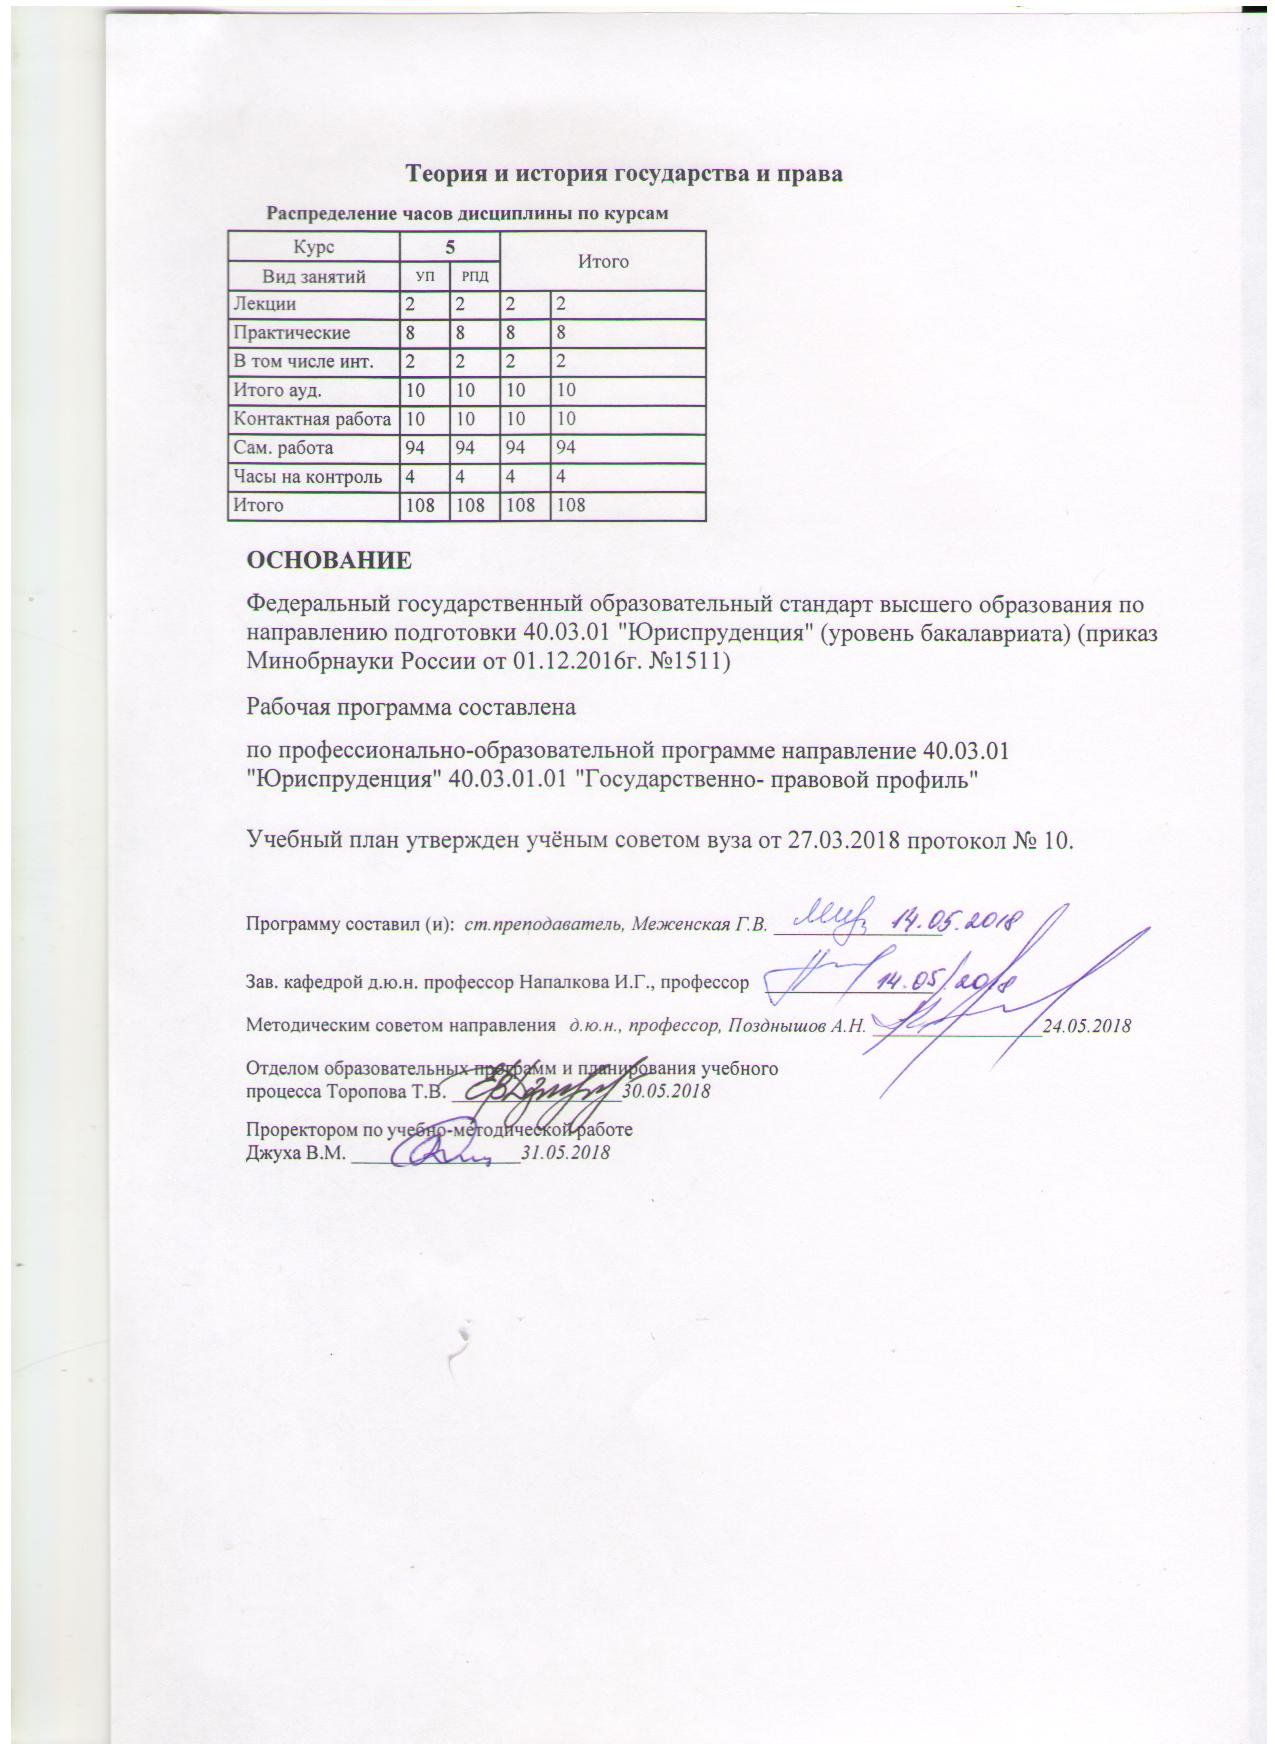 Теория и история государства и права
Распределение часов дисциплины по курсам
Курс 5 Итого
Вид занятий УП РПД
Лекции 2 2 2 2
Практические 8 8 8 8
В том числе инт. 2 2 2 2
Итого ауд. 10 10 10 10
Контактная работа 10 10 10 10
Сам. работа 94 94 94 94
Часы на контроль 4 4 4 4
Итого 108 108 108 108
ОСНОВАНИЕ
Федеральный государственный образовательный стандарт высшего образования по
направлению подготовки 40.03.01 "Юриспруденция" (уровень бакалавриата) (приказ
Минобрнауки России от 01.12.2016г. №1511)
Рабочая программа составлена
по профессионально-образовательной программе направление 40.03.01
"Юриспруденция" 40.03.01.01 "Государственно- правовой профиль"
Учебный план утвержден учёным советом вуза от 27.03.2018 протокол № 10.
Программу составил (и): ст.преподаватель, Меженская Г.В. 14.05.2018
Зав. кафедрой д.ю.н. профессор Напалкова И.Г., профессор 14.05.2018
Методическим советом направления д.ю.н., профессор, Позднышов А.Н. 24.05.2018
Отделом образовательных программ и планирования учебного
процесса Торопова Т.В. 30.05.2018
Проректором по учебно-методической работе
Джуха В.М. 31.05.2018